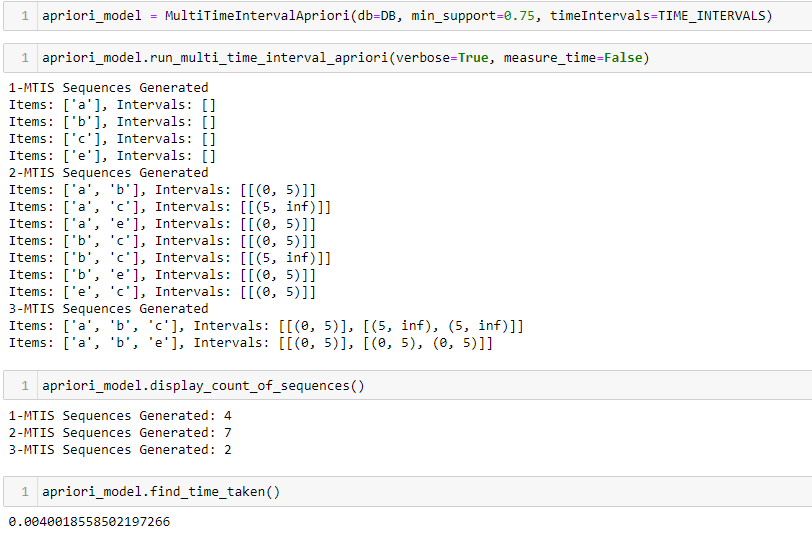 1 apriori_model = MultiTimeIntervalApriori(db=DB, min_support=0.75, timeIntervals=TIME_INTERVALS)
1 apriori_model.run_multi_time_interval_apriori(verbose=True, measure_time=False)
1-MTIS Sequences Generated
Items: ['a'], Intervals: []
Items: ['b'], Intervals: []
Items: ['c'], Intervals: []
Items: ['e'], Intervals: []
2-MTIS Sequences Generated
Items: ['a', 'b'], Intervals: [[(0, 5)]]
Items: ['a', 'c'], Intervals: [[(5, inf)]]
Items: ['a', 'e'], Intervals: [[(0, 5)]]
Items: ['b', 'c'], Intervals: [[(0, 5)]]
Items: ['b', 'c'], Intervals: [[(5, inf)]]
Items: ['b', 'e'], Intervals: [[(0, 5)]]
Items: ['e', 'c'], Intervals: [[(0, 5)]]
3-MTIS Sequences Generated
Items: ['a', 'b', 'c'], Intervals: [[(0, 5)], [(5, inf), (5, inf)]]
Items: ['a', 'b', 'e'], Intervals: [[(0, 5)], [(0, 5), (0, 5)]]
1 apriori_model.display_count_of_sequences()
1-MTIS Sequences Generated: 4
2-MTIS Sequences Generated: 7
3-MTIS Sequences Generated: 2
1 apriori_model.find_time_taken()
0.0040018558502197266